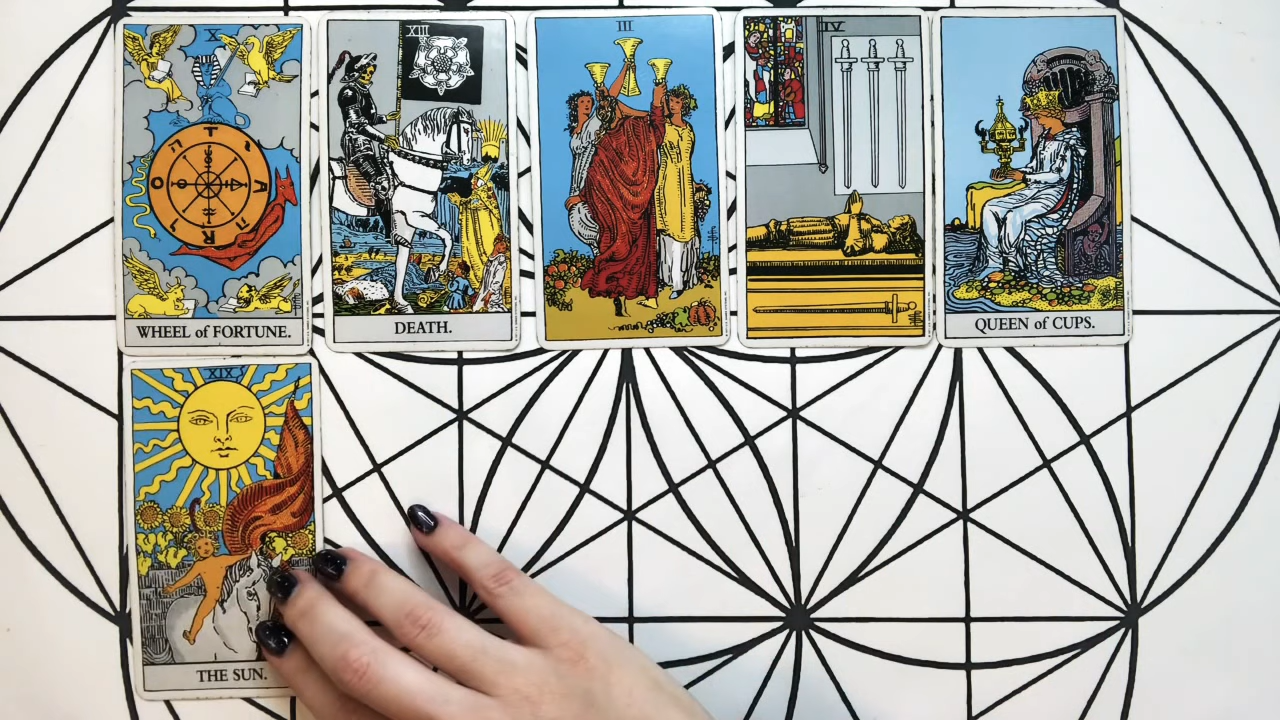 X
WHEEL of FORTUNE.
XIII
DEATH.
III
IV
QUEEN of CUPS.
XIX
THE SUN.